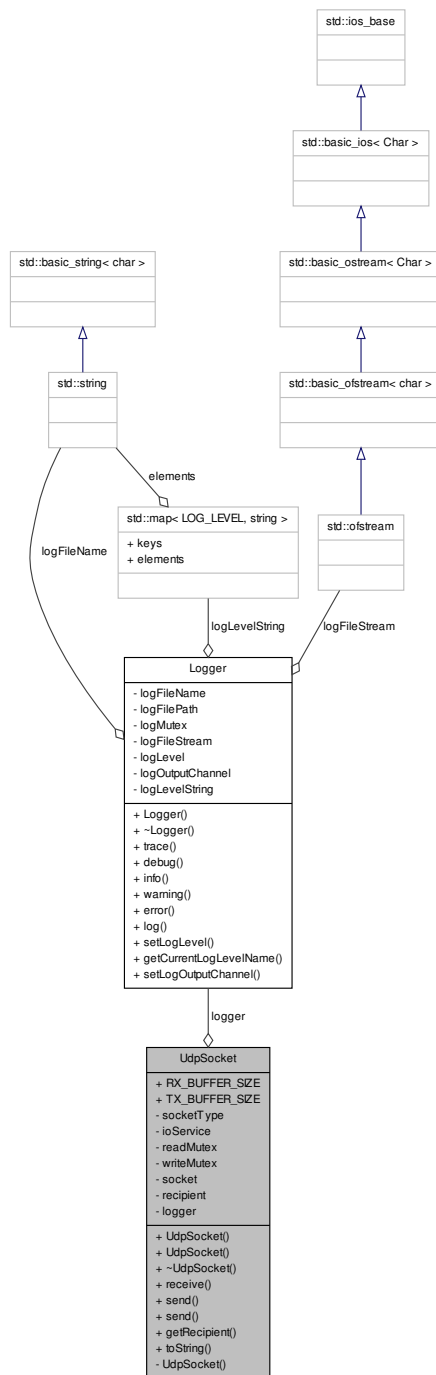 std::ios_base
std::basic_ios< Char >
std::basic_string< char >
std::basic_ostream< Char >
std::string
std::basic_ofstream< char >
elements
std::map< LOG_LEVEL, string >
+ keys
+ elements
std::ofstream
logFileName
logLevelString
logFileStream
Logger
- logFileName
- logFilePath
- logMutex
- logFileStream
- logLevel
- logOutputChannel
- logLevelString
+ Logger()
+ ~Logger()
+ trace()
+ debug()
+ info()
+ warning()
+ error()
+ log()
+ setLogLevel()
+ getCurrentLogLevelName()
+ setLogOutputChannel()
logger
UdpSocket
+ RX_BUFFER_SIZE
+ TX_BUFFER_SIZE
- socketType
- ioService
- readMutex
- writeMutex
- socket
- recipient
- logger
+ UdpSocket()
+ UdpSocket()
+ ~UdpSocket()
+ receive()
+ send()
+ send()
+ getRecipient()
+ toString()
- UdpSocket()